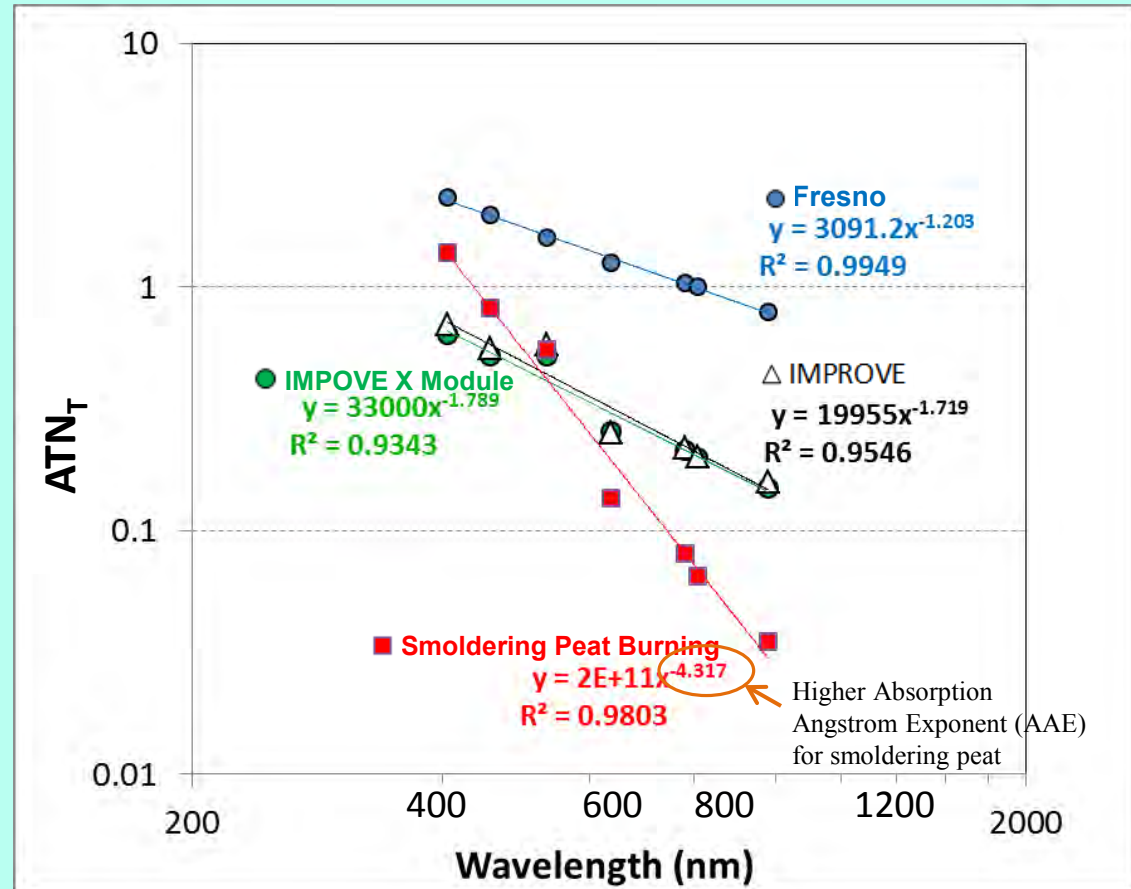 10
1
0.1
0.01
ATN_T
Fresno
y = 3091.2x^-1.203
R² = 0.9949
IMPOVE X Module
y = 33000x^-1.789
R² = 0.9343
△ IMPROVE
y = 19955x^-1.719
R² = 0.9546
Smoldering Peat Burning
y = 2E+11x^-4.317
R² = 0.9803
Higher Absorption
Angstrom Exponent (AAE)
for smoldering peat
200 400 600 800 1200 2000
Wavelength (nm)